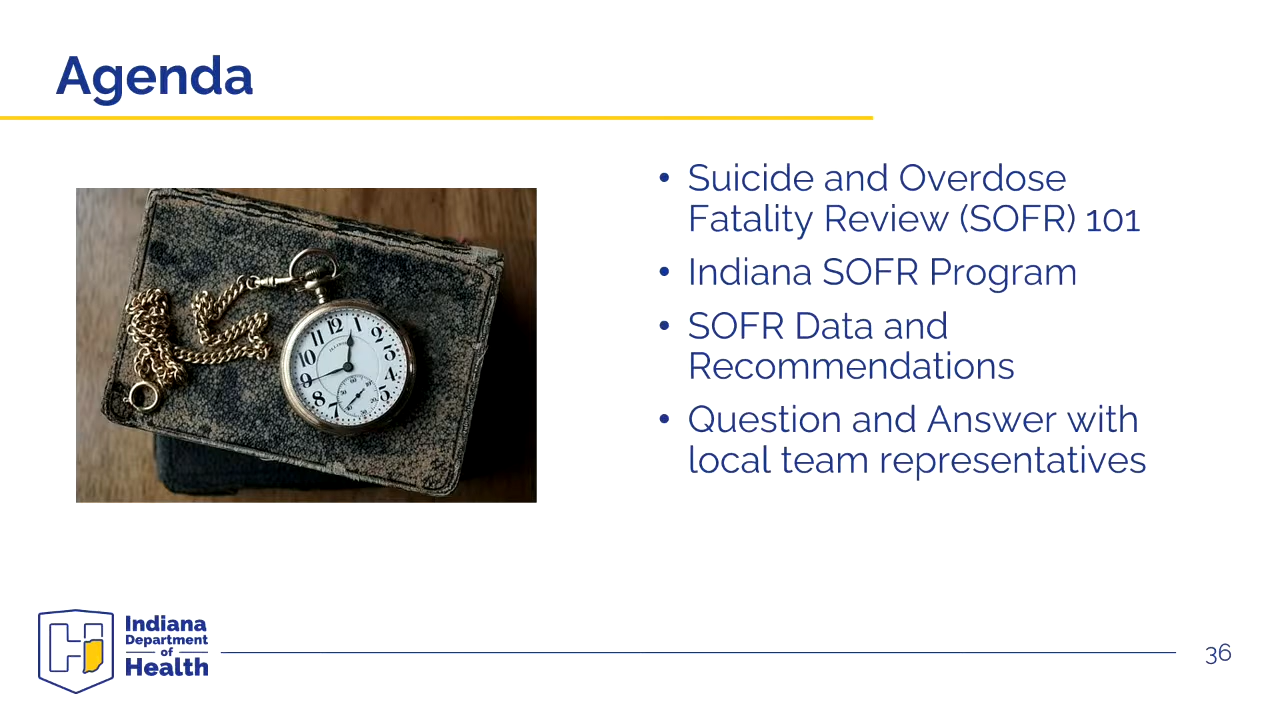 Agenda
• Suicide and Overdose
Fatality Review (SOFR) 101
• Indiana SOFR Program
• SOFR Data and
Recommendations
• Question and Answer with
local team representatives
Indiana
Department
of
Health
36